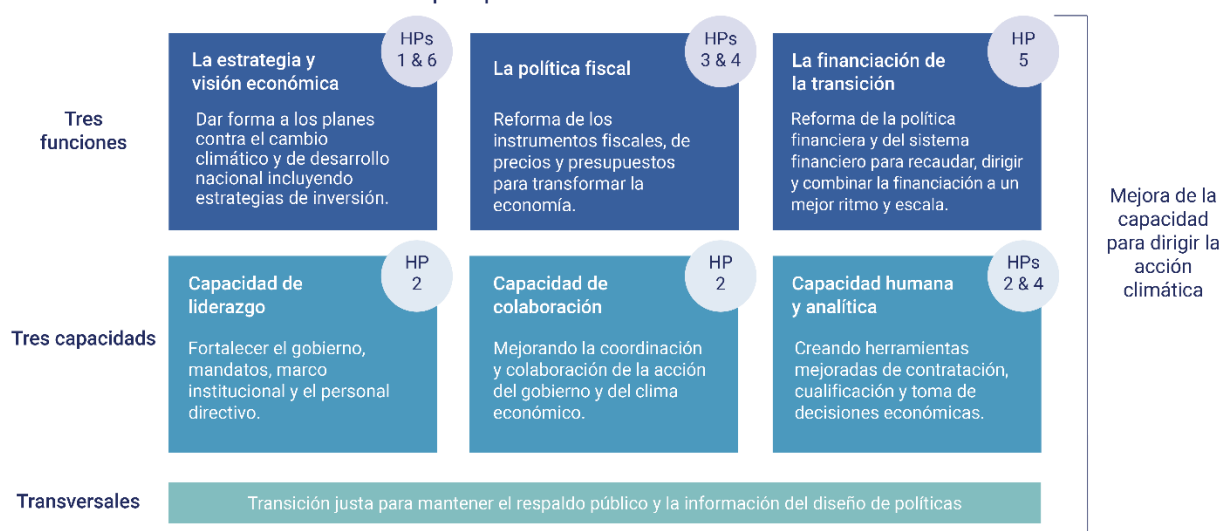 Tres
funciones
La estrategia y
visión económica
HPs
1 & 6
Dar forma a los planes
contra el cambio
climático y de desarrollo
nacional incluyendo
estrategias de inversión.
La política fiscal
HPs
3 & 4
Reforma de los
instrumentos fiscales, de
precios y presupuestos
para transformar la
economía.
La financiación de
la transición
HP
5
Reforma de la política
financiera y del sistema
financiero para recaudar, dirigir
y combinar la financiación a un
mejor ritmo y escala.
Tres capacidads
Capacidad de
liderazgo
HP
2
Fortalecer el gobierno,
mandatos, marco
institucional y el personal
directivo.
Capacidad de
colaboración
HP
2
Mejorando la coordinación
y colaboración de la acción
del gobierno y del clima
económico.
Capacidad humana
y analítica
HPs
2 & 4
Creando herramientas
mejoradas de contratación,
cualificación y toma de
decisiones económicas.
Transversales
Transición justa para mantener el respaldo público y la información del diseño de políticas
Mejora de la
capacidad
para dirigir la
acción
climática